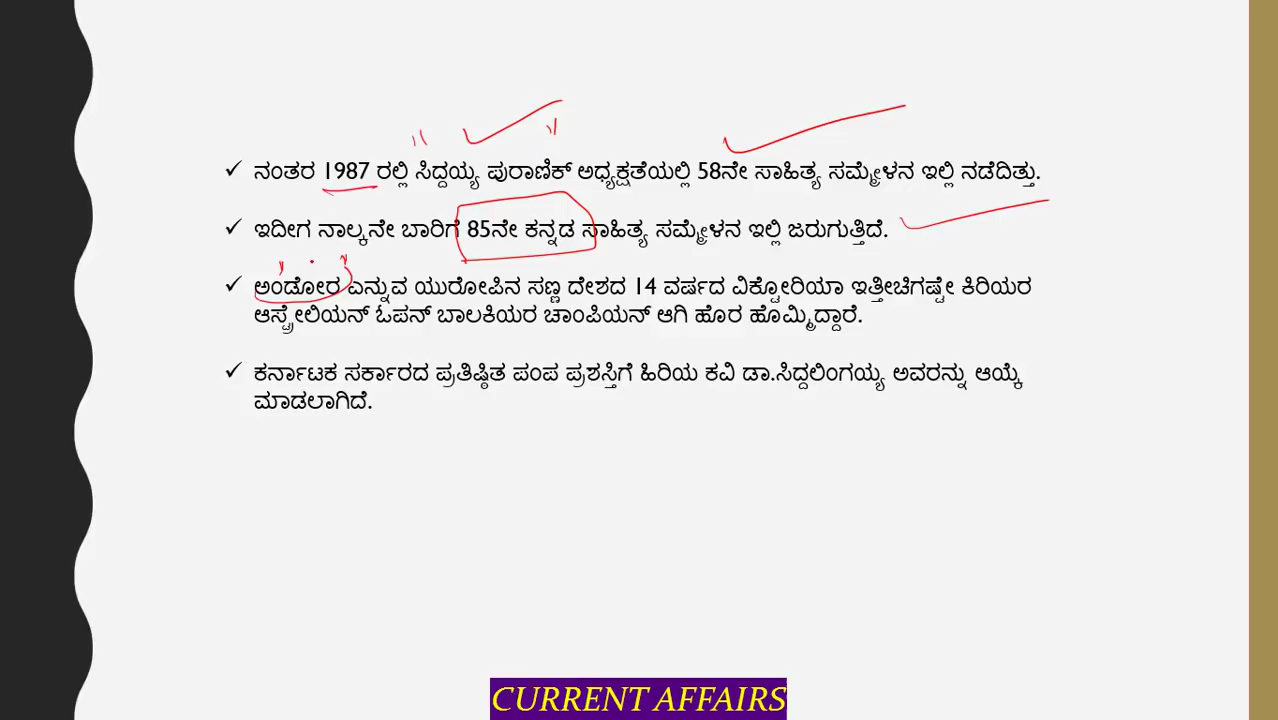 ✓ ನಂತರ 1987 ರಲ್ಲಿ ಸಿದ್ದಯ್ಯ ಪುರಾಣಿಕ್ ಅಧ್ಯಕ್ಷತೆಯಲ್ಲಿ 58ನೇ ಸಾಹಿತ್ಯ ಸಮ್ಮೇಳನ ಇಲ್ಲಿ ನಡೆದಿತ್ತು.
✓ ಇದೀಗ ನಾಲ್ಕನೇ ಬಾರಿಗೆ 85ನೇ ಕನ್ನಡ ಸಾಹಿತ್ಯ ಸಮ್ಮೇಳನ ಇಲ್ಲಿ ಜರುಗುತ್ತಿದೆ.
✓ ಅಂಡೋರ ಎನ್ನುವ ಯುರೋಪಿನ ಸಣ್ಣ ದೇಶದ 14 ವರ್ಷದ ವಿಕ್ಟೋರಿಯಾ ಇತ್ತೀಚಿಗಷ್ಟೇ ಕಿರಿಯರ
ಆಸ್ಟ್ರೇಲಿಯನ್ ಓಪನ್ ಬಾಲಕಿಯರ ಚಾಂಪಿಯನ್ ಆಗಿ ಹೊರ ಹೊಮ್ಮಿದ್ದಾರೆ.
✓ ಕರ್ನಾಟಕ ಸರ್ಕಾರದ ಪ್ರತಿಷ್ಠಿತ ಪಂಪ ಪ್ರಶಸ್ತಿಗೆ ಹಿರಿಯ ಕವಿ ಡಾ.ಸಿದ್ದಲಿಂಗಯ್ಯ ಅವರನ್ನು ಆಯ್ಕೆ
ಮಾಡಲಾಗಿದೆ.
CURRENT AFFAIRS